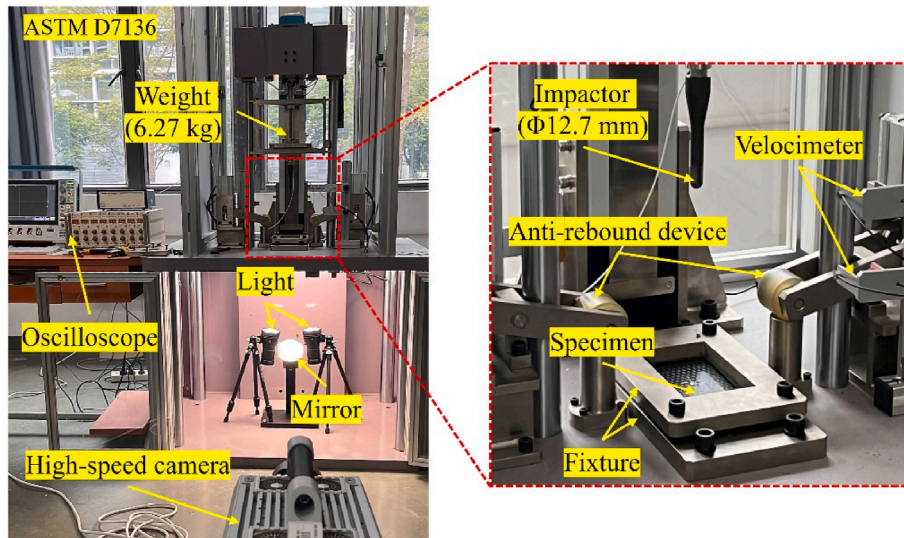 ASTM D7136
Weight
(6.27 kg)
Oscilloscope
Light
Mirror
High-speed camera
Impactor
(Φ12.7 mm)
Velocimeter
Anti-rebound device
Specimen
Fixture